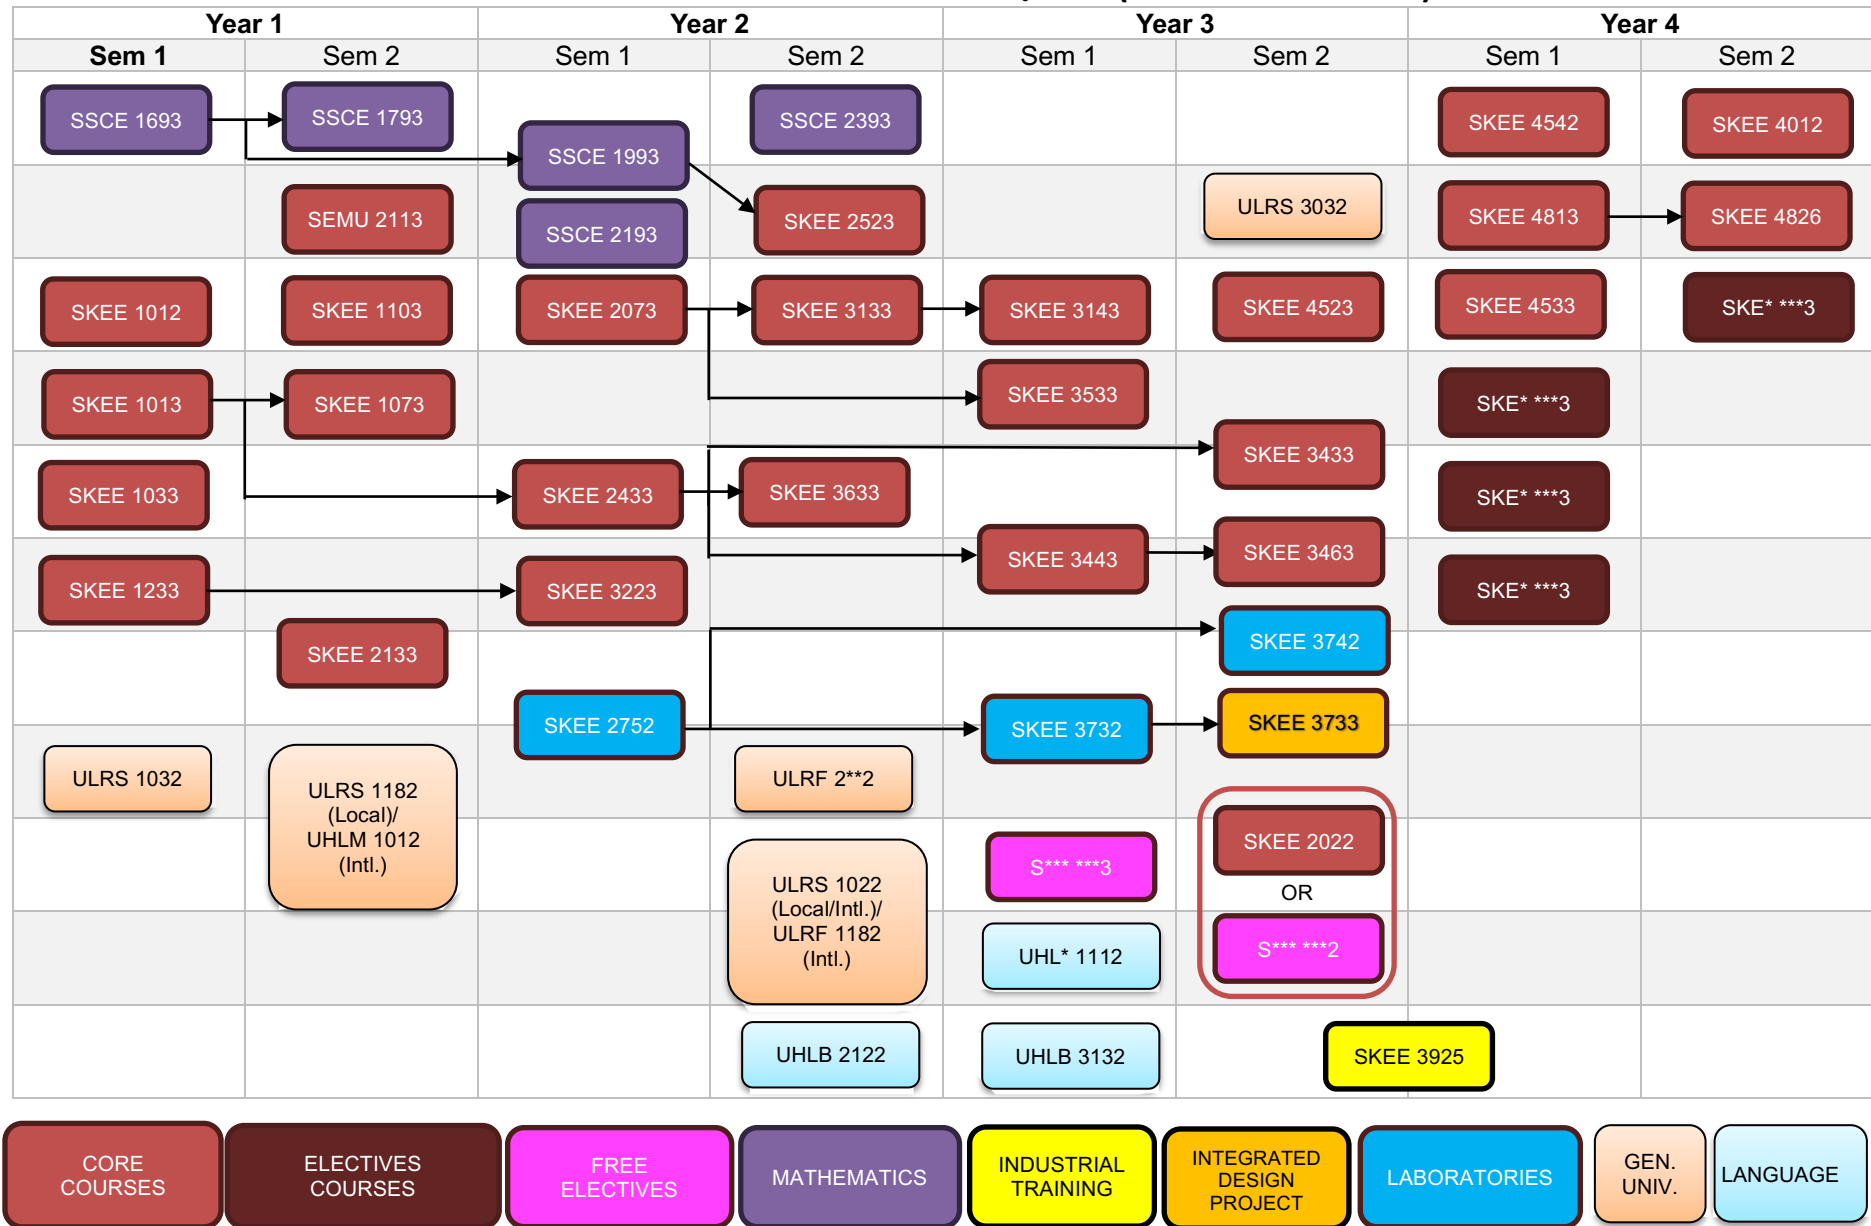 Year 1 Year 2 Year 3 Year 4
Sem 1 Sem 2 Sem 1 Sem 2 Sem 1 Sem 2 Sem 1 Sem 2
SSCE 1693 SSCE 1793 SSCE 2393 SKEE 4542 SKEE 4012
SSCE 1993
SEMU 2113 SSCE 2193 SKEE 2523 ULRS 3032 SKEE 4813 SKEE 4826
SKEE 1012 SKEE 1103 SKEE 2073 SKEE 3133 SKEE 3143 SKEE 4523 SKEE 4533 SKE* ***3
SKEE 1013 SKEE 1073 SKEE 3533 SKE* ***3
SKEE 3433
SKEE 1033 SKEE 2433 SKEE 3633 SKE* ***3
SKEE 3443 SKEE 3463
SKEE 1233 SKEE 3223 SKE* ***3
SKEE 2133 SKEE 3742
SKEE 2752 SKEE 3732 SKEE 3733
ULRS 1032
ULRS 1182
(Local)/
UHLM 1012
(Intl.)
ULRF 2**2
ULRS 1022
(Local/Intl.)/
ULRF 1182
(Intl.)
S*** ***3
SKEE 2022
OR
S*** ***2
UHL* 1112
UHLB 2122 UHLB 3132 SKEE 3925
CORE
COURSES
ELECTIVES
COURSES
FREE
ELECTIVES
MATHEMATICS
INDUSTRIAL
TRAINING
INTEGRATED
DESIGN
PROJECT
LABORATORIES
GEN.
UNIV.
LANGUAGE